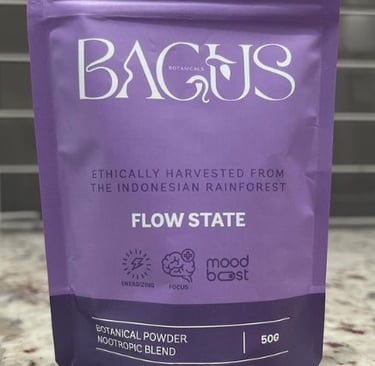 BAGUS
BOTANICALS
ETHICALLY HARVESTED FROM
THE INDONESIAN RAINFOREST
FLOW STATE
ENERGIZING
FOCUS
mood
boost
BOTANICAL POWDER
NOOTROPIC BLEND
50G